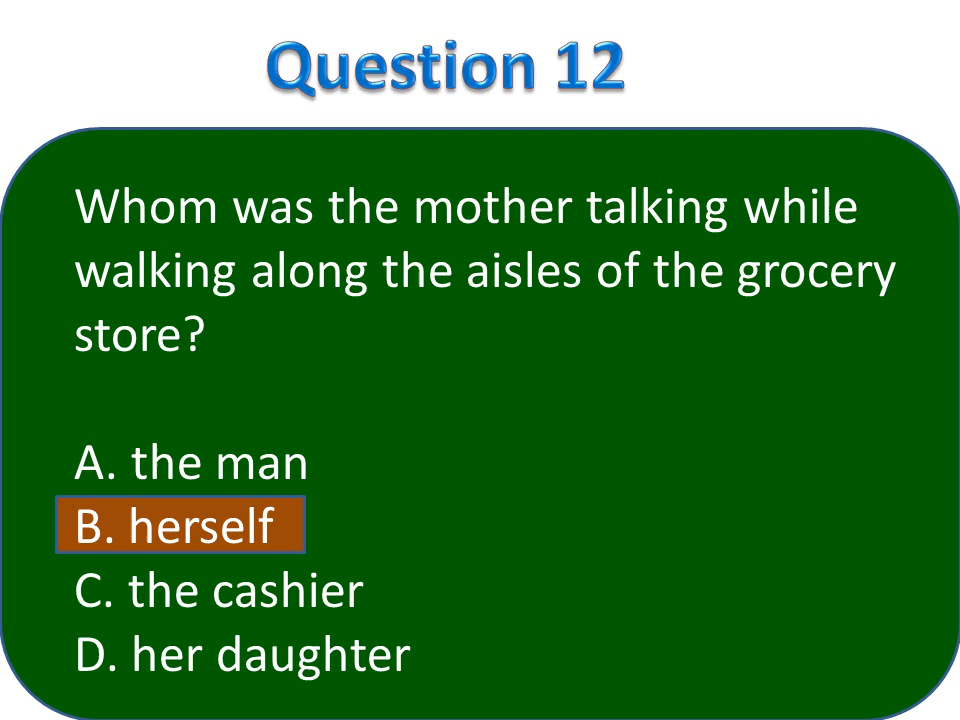 Question 12
Whom was the mother talking while
walking along the aisles of the grocery
store?
A. the man
B. herself
C. the cashier
D. her daughter